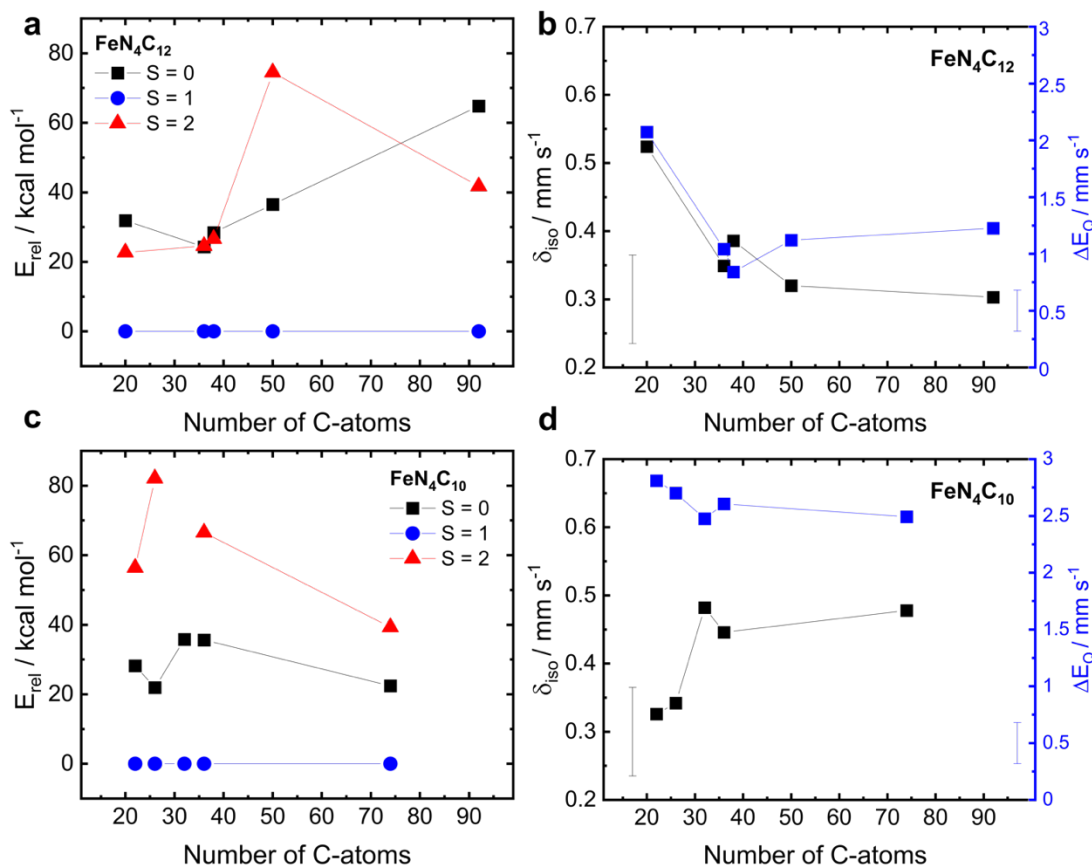 a
FeN₄C₁₂
S = 0
S = 1
S = 2
E_rel / kcal mol⁻¹
80
60
40
20
0
20 30 40 50 60 70 80 90
Number of C-atoms
b
FeN₄C₁₂
δ_iso / mm s⁻¹
0.7
0.6
0.5
0.4
0.3
0.2
ΔE_Q / mm s⁻¹
3
2.5
2
1.5
1
0.5
0
20 30 40 50 60 70 80 90
Number of C-atoms
c
FeN₄C₁₀
S = 0
S = 1
S = 2
E_rel / kcal mol⁻¹
80
60
40
20
0
20 30 40 50 60 70 80 90
Number of C-atoms
d
FeN₄C₁₀
δ_iso / mm s⁻¹
0.7
0.6
0.5
0.4
0.3
0.2
ΔE_Q / mm s⁻¹
3
2.5
2
1.5
1
0.5
0
20 30 40 50 60 70 80 90
Number of C-atoms